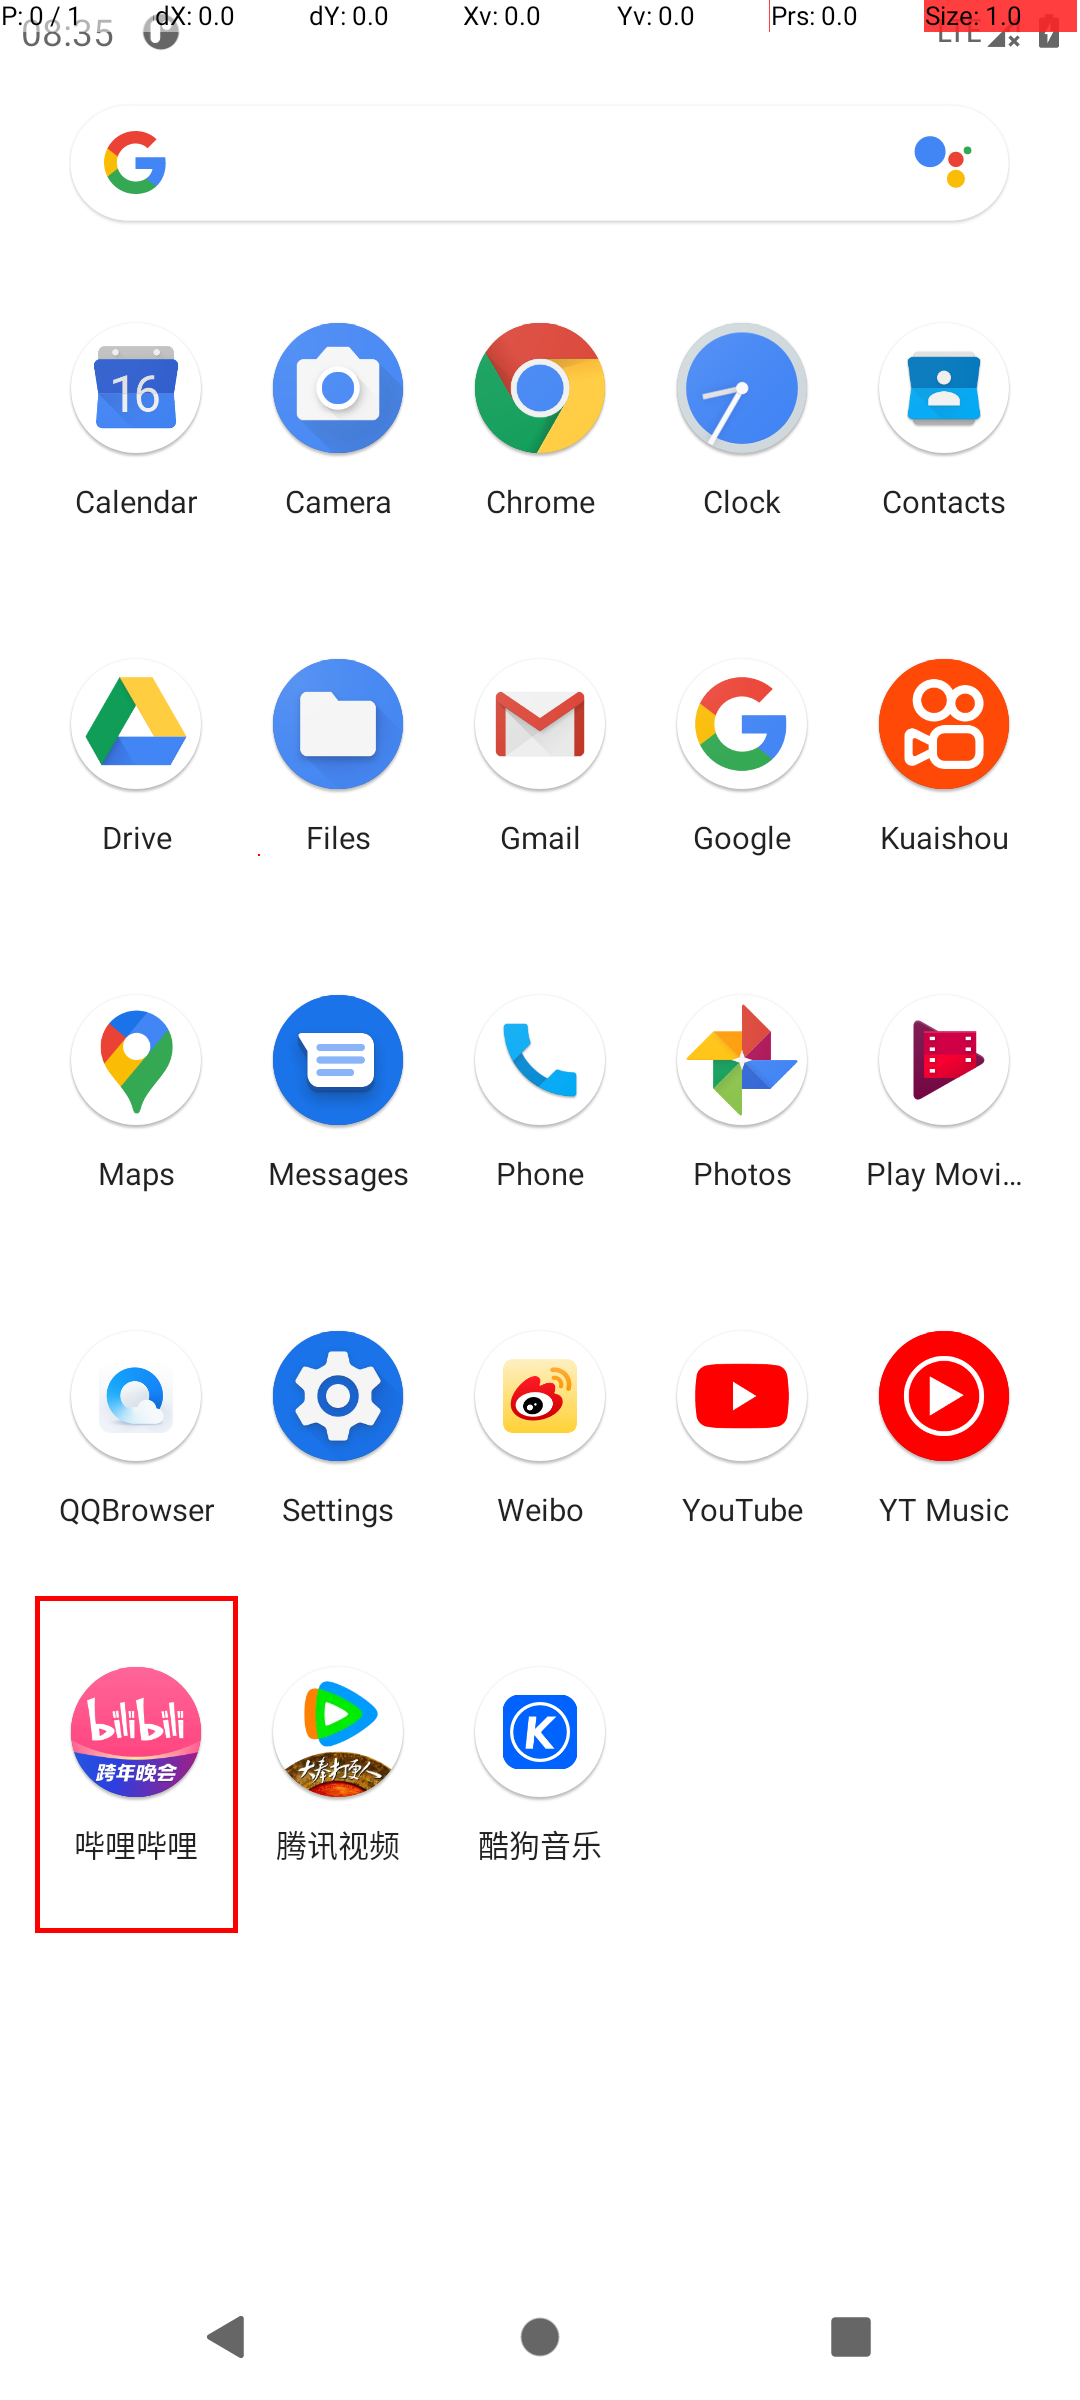 P: 0 / 1 dX: 0.0 dY: 0.0 Xv: 0.0 Yv: 0.0 Prs: 0.0 Size: 1.0
08:35 LTE
16
Calendar Camera Chrome Clock Contacts
Drive Files Gmail Google Kuaishou
Maps Messages Phone Photos Play Movi...
QQBrowser Settings Weibo YouTube YT Music
bilibili
跨年晚会 大奉打更人
哔哩哔哩 腾讯视频 酷狗音乐